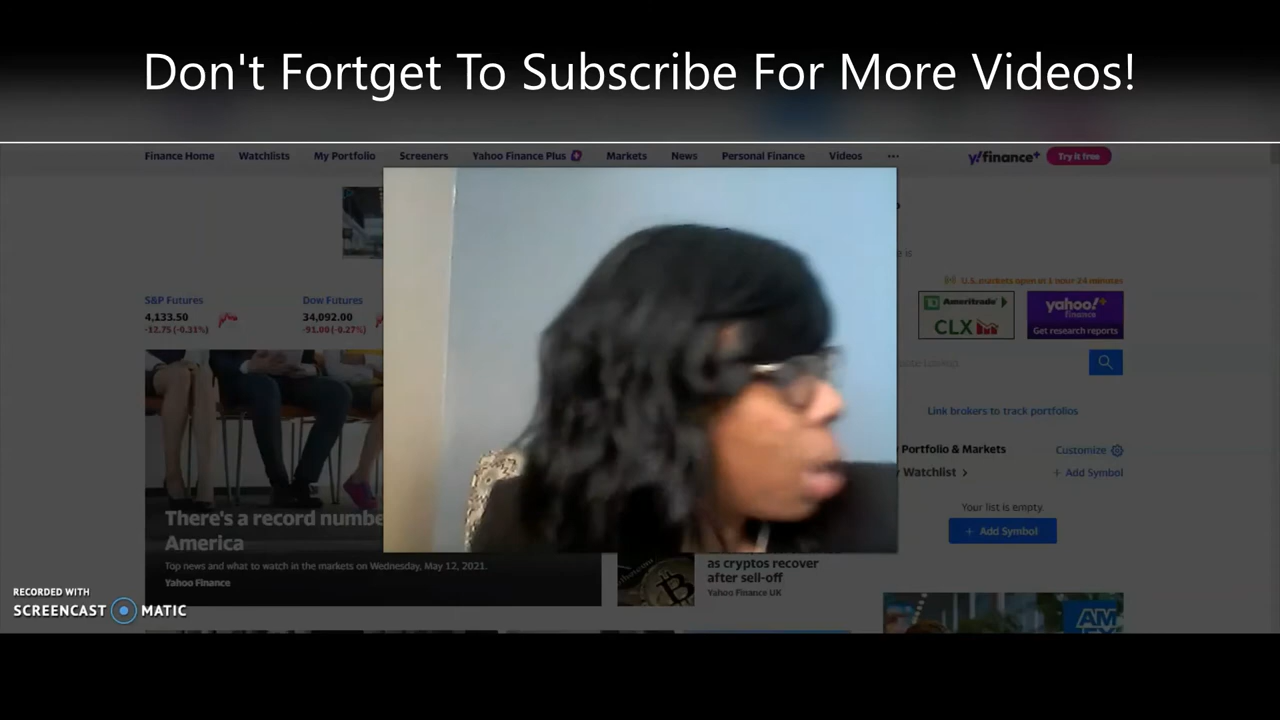 Don't Fortget To Subscribe For More Videos!
Finance Home Watchlists My Portfolio Screeners Yahoo Finance Plus Markets News Personal Finance Videos ...
y!finance+ Try it free
is
U.S. markets open in 1 hour 24 minutes
S&P Futures
4,133.50
-12.75 (-0.31%)
Dow Futures
34,092.00
-91.00 (-0.27%)
Ameritrade
CLX
yahoo!+
finance
Get research reports
Link brokers to track portfolios
Portfolio & Markets Customize
Watchlist > + Add Symbol
Your list is empty.
+ Add Symbol
There's a record numbe
America
Top news and what to watch in the markets on Wednesday, May 12, 2021.
Yahoo Finance
as cryptos recover
after sell-off
Yahoo Finance UK
RECORDED WITH
SCREENCAST MATIC
AM
EX